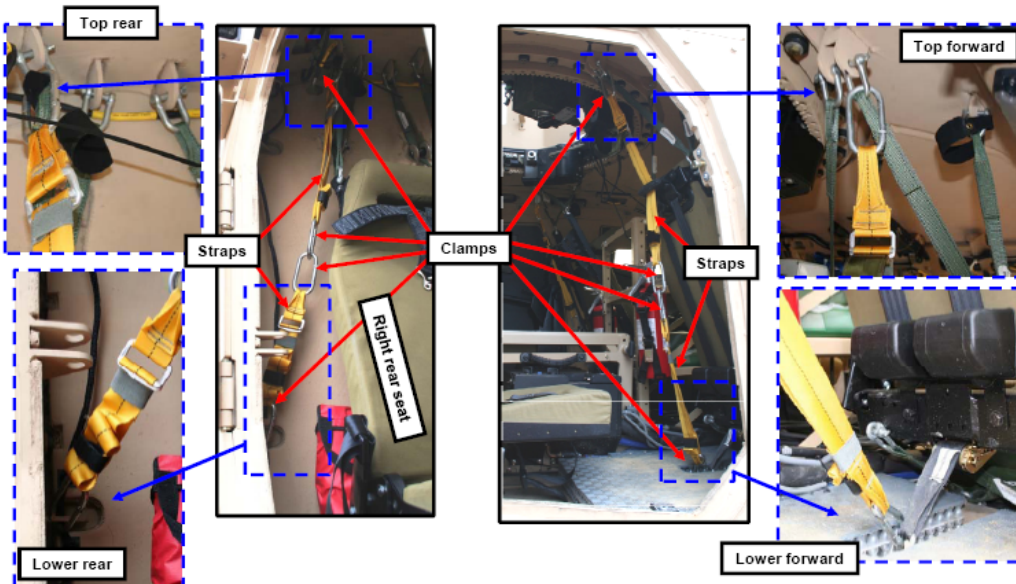 Top rear
Top forward
Straps
Clamps
Straps
Right rear seat
Lower rear
Lower forward